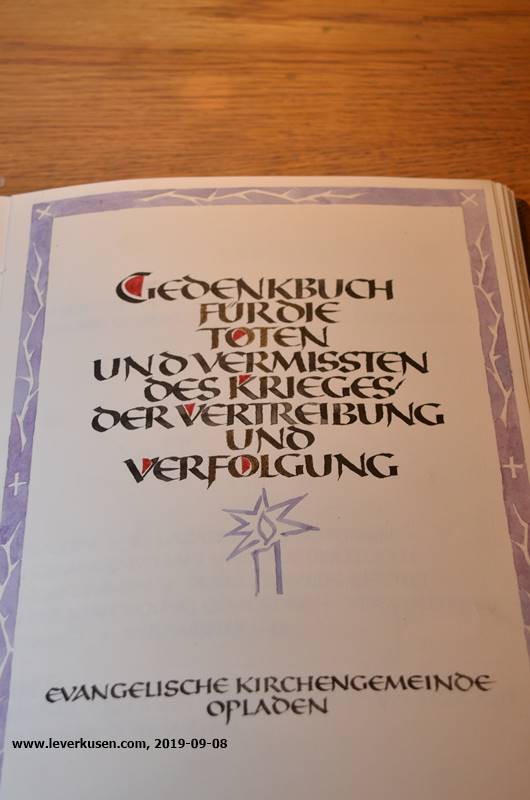 GEDENKBUCH
FÜR DIE
TOTEN
UND VERMISSTEN
DES KRIEGES
DER VERTREIBUNG
UND
VERFOLGUNG
EVANGELISCHE KIRCHENGEMEINDE
OPLADEN
www.leverkusen.com, 2019-09-08